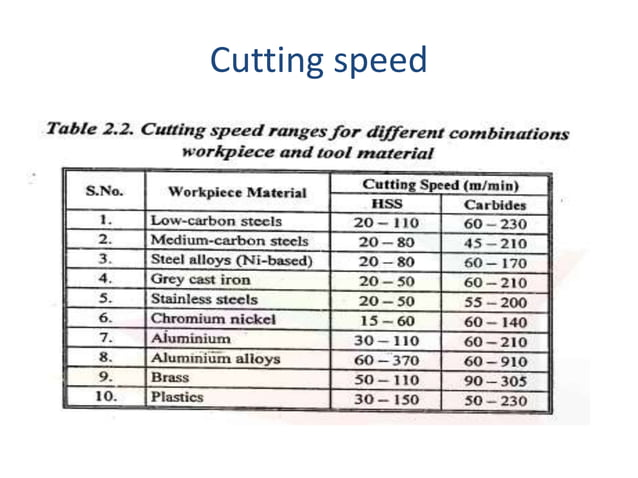 Cutting speed
Table 2.2. Cutting speed ranges for different combinations
workpiece and tool material
S.No. Workpiece Material Cutting Speed (m/min)
HSS Carbides
1. Low-carbon steels 20 – 110 60 – 230
2. Medium-carbon steels 20 – 80 45 – 210
3. Steel alloys (Ni-based) 20 – 80 60 – 170
4. Grey cast iron 20 – 50 60 – 210
5. Stainless steels 20 – 50 55 – 200
6. Chromium nickel 15 – 60 60 – 140
7. Aluminium 30 – 110 60 – 210
8. Aluminium alloys 60 – 370 60 – 910
9. Brass 50 – 110 90 – 305
10. Plastics 30 – 150 50 – 230